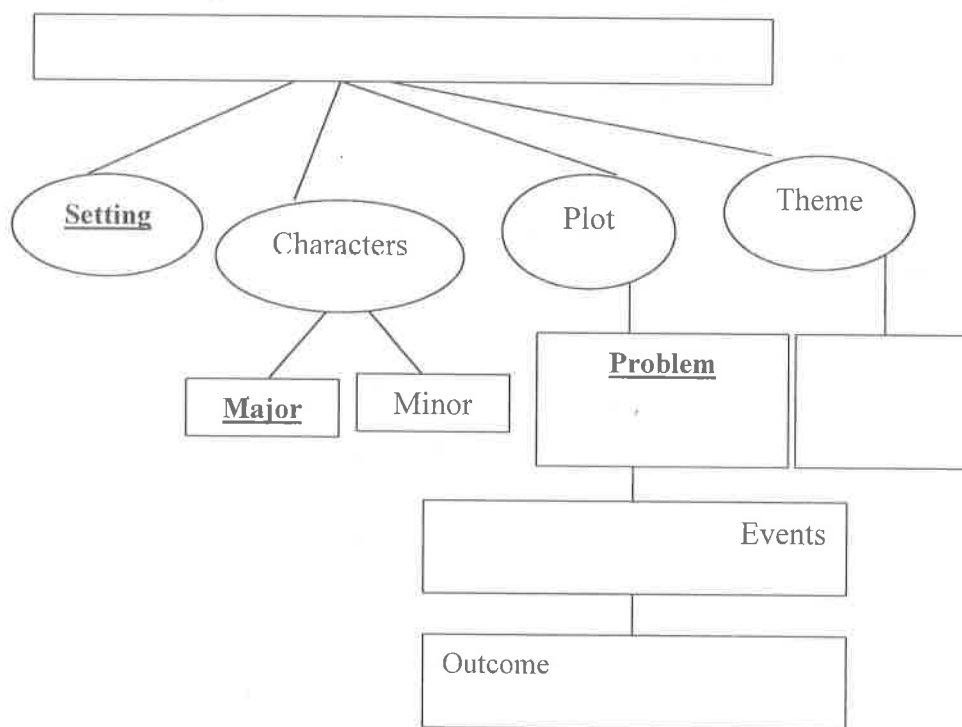 Setting
Characters
Plot
Theme
Major
Minor
Problem
Events
Outcome